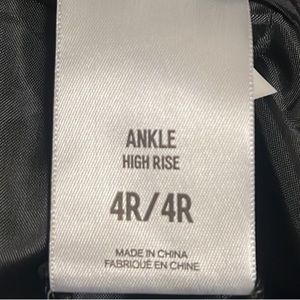 ANKLE
HIGH RISE
4R/4R
MADE IN CHINA
FABRIQUÉ EN CHINE